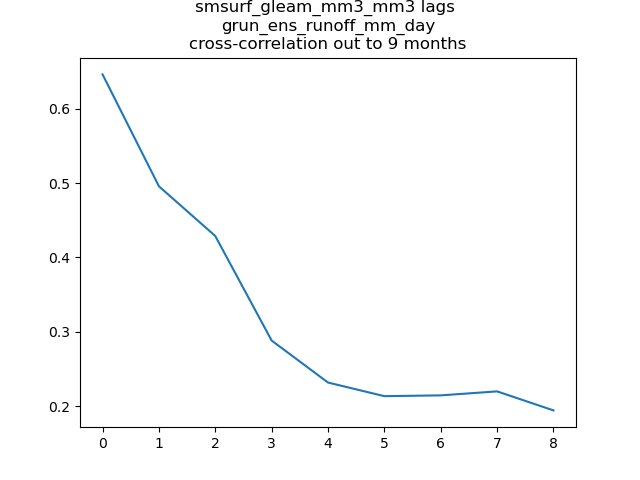 smsurf_gleam_mm3_mm3 lags
grun_ens_runoff_mm_day
cross-correlation out to 9 months
0.6
0.5
0.4
0.3
0.2
0 1 2 3 4 5 6 7 8